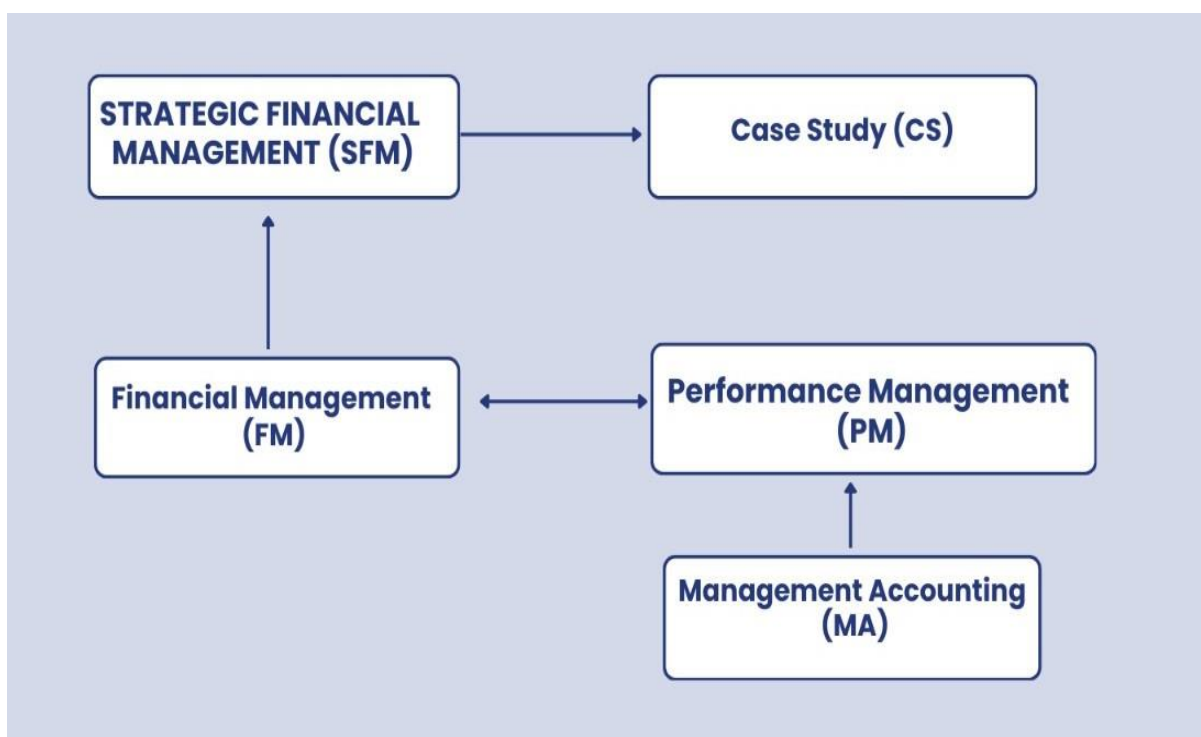 STRATEGIC FINANCIAL
MANAGEMENT (SFM)
Case Study (CS)
Financial Management
(FM)
Performance Management
(PM)
Management Accounting
(MA)